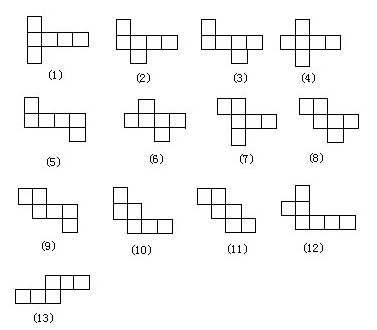 (1) (2) (3) (4)
(5) (6) (7) (8)
(9) (10) (11) (12)
(13)